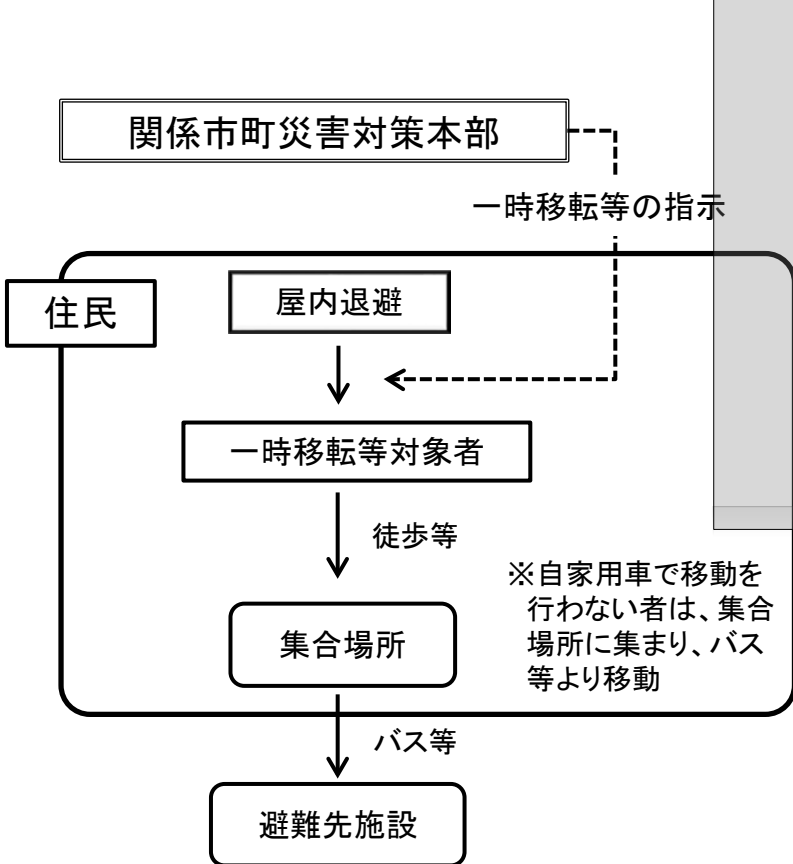 関係市町災害対策本部
一時移転等の指示
住民
屋内退避
一時移転等対象者
徒歩等
※自家用車で移動を
行わない者は、集合
場所に集まり、バス
等より移動
集合場所
バス等
避難先施設